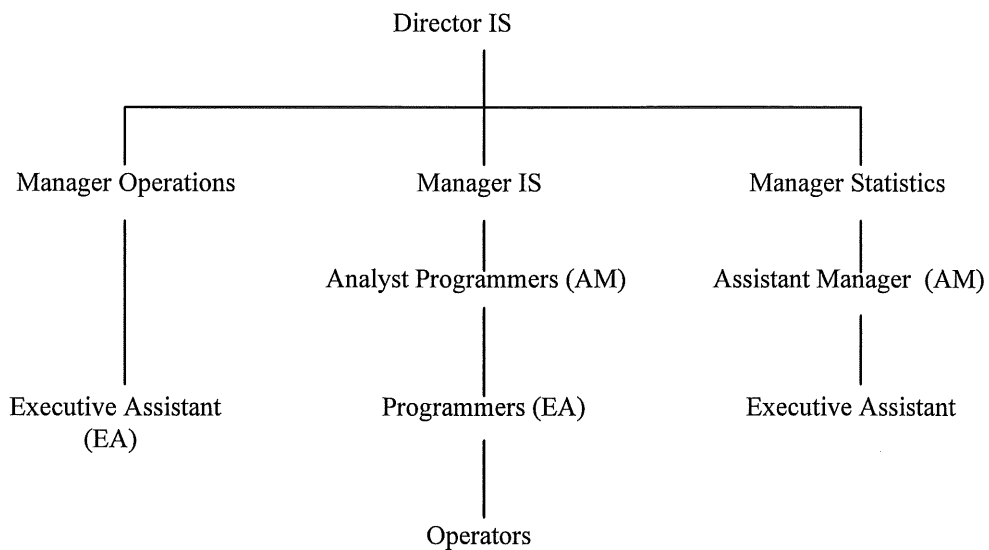 Director IS
Manager Operations
Manager IS
Manager Statistics
Analyst Programmers (AM)
Assistant Manager (AM)
Executive Assistant
(EA)
Programmers (EA)
Executive Assistant
Operators